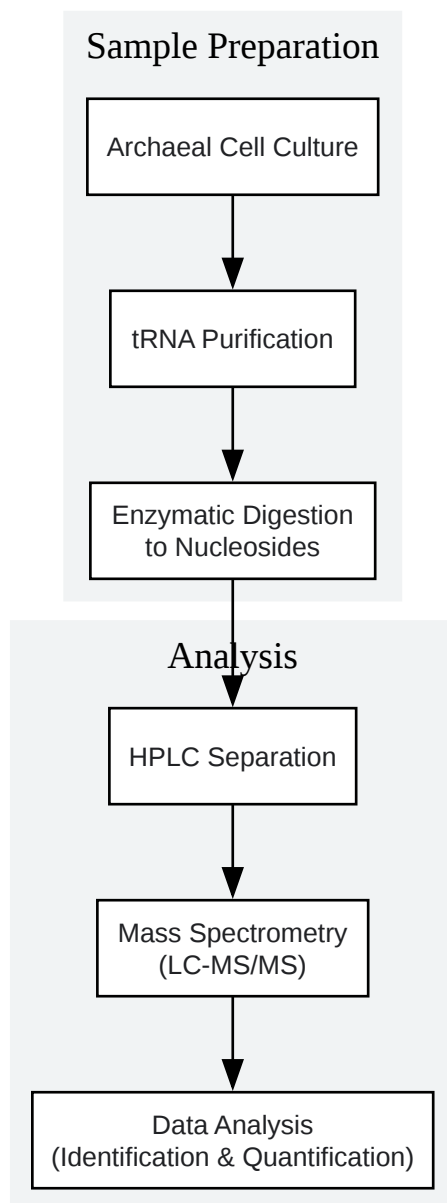 Sample Preparation
Archaeal Cell Culture
tRNA Purification
Enzymatic Digestion
to Nucleosides
Analysis
HPLC Separation
Mass Spectrometry
(LC-MS/MS)
Data Analysis
(Identification & Quantification)